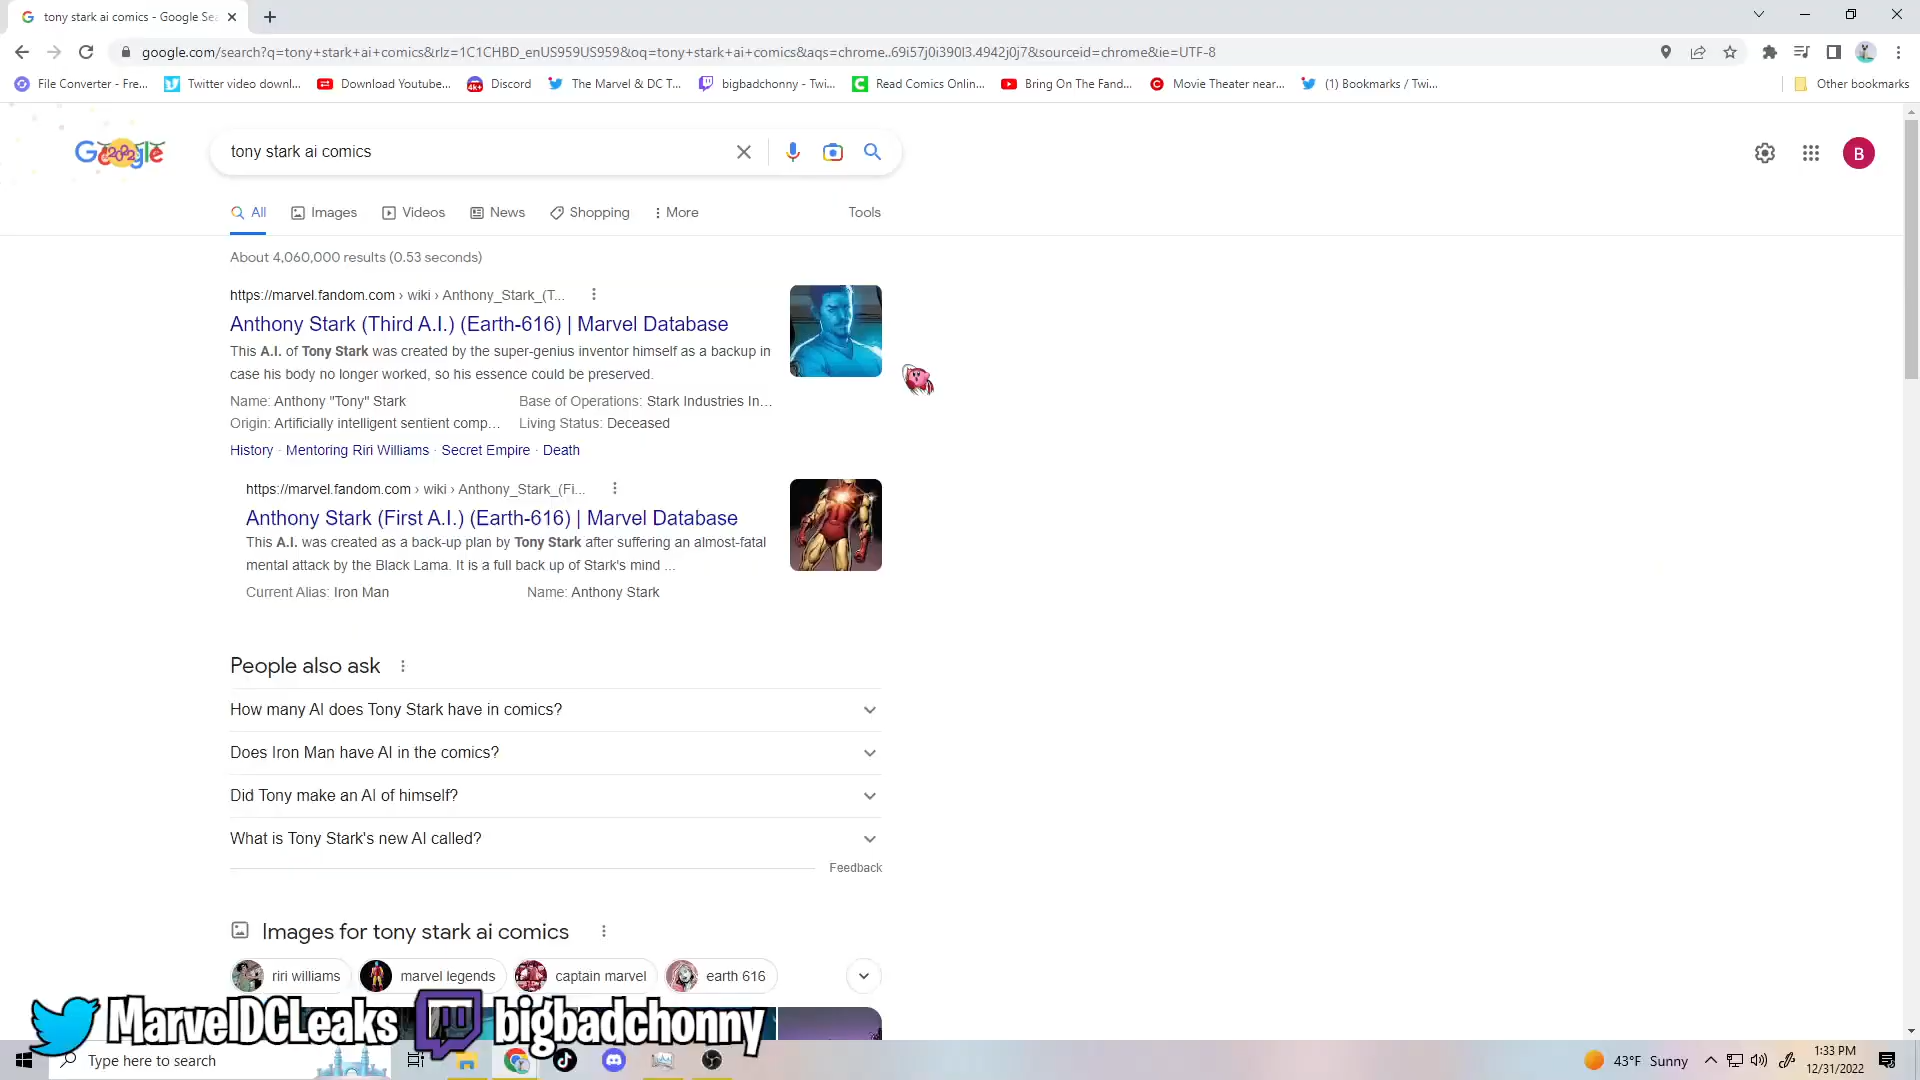 tony stark ai comics - Google Sea
google.com/search?q=tony+stark+ai+comics&rlz=1C1CHBD_enUS959US959&oq=tony+stark+ai+comics&aqs=chrome..69i57j0i390l3.4942j0j7&sourceid=chrome&ie=UTF-8
File Converter - Fre... Twitter video downl... Download Youtube... Discord The Marvel & DC T... bigbadchonny - Twi... Read Comics Onlin... Bring On The Fand... Movie Theater near... (1) Bookmarks / Twi... Other bookmarks
Google 2022
tony stark ai comics
B
All Images Videos News Shopping More Tools
About 4,060,000 results (0.53 seconds)
https://marvel.fandom.com › wiki › Anthony_Stark_(T...
Anthony Stark (Third A.I.) (Earth-616) | Marvel Database
This A.I. of Tony Stark was created by the super-genius inventor himself as a backup in
case his body no longer worked, so his essence could be preserved.
Name: Anthony "Tony" Stark Base of Operations: Stark Industries In...
Origin: Artificially intelligent sentient comp... Living Status: Deceased
History · Mentoring Riri Williams · Secret Empire · Death
https://marvel.fandom.com › wiki › Anthony_Stark_(Fi...
Anthony Stark (First A.I.) (Earth-616) | Marvel Database
This A.I. was created as a back-up plan by Tony Stark after suffering an almost-fatal
mental attack by the Black Lama. It is a full back up of Stark's mind ...
Current Alias: Iron Man Name: Anthony Stark
People also ask
How many AI does Tony Stark have in comics?
Does Iron Man have AI in the comics?
Did Tony make an AI of himself?
What is Tony Stark's new AI called?
Feedback
Images for tony stark ai comics
riri williams marvel legends captain marvel earth 616
MarvelDCLeaks bigbadchonny
Type here to search
43°F Sunny
1:33 PM
12/31/2022